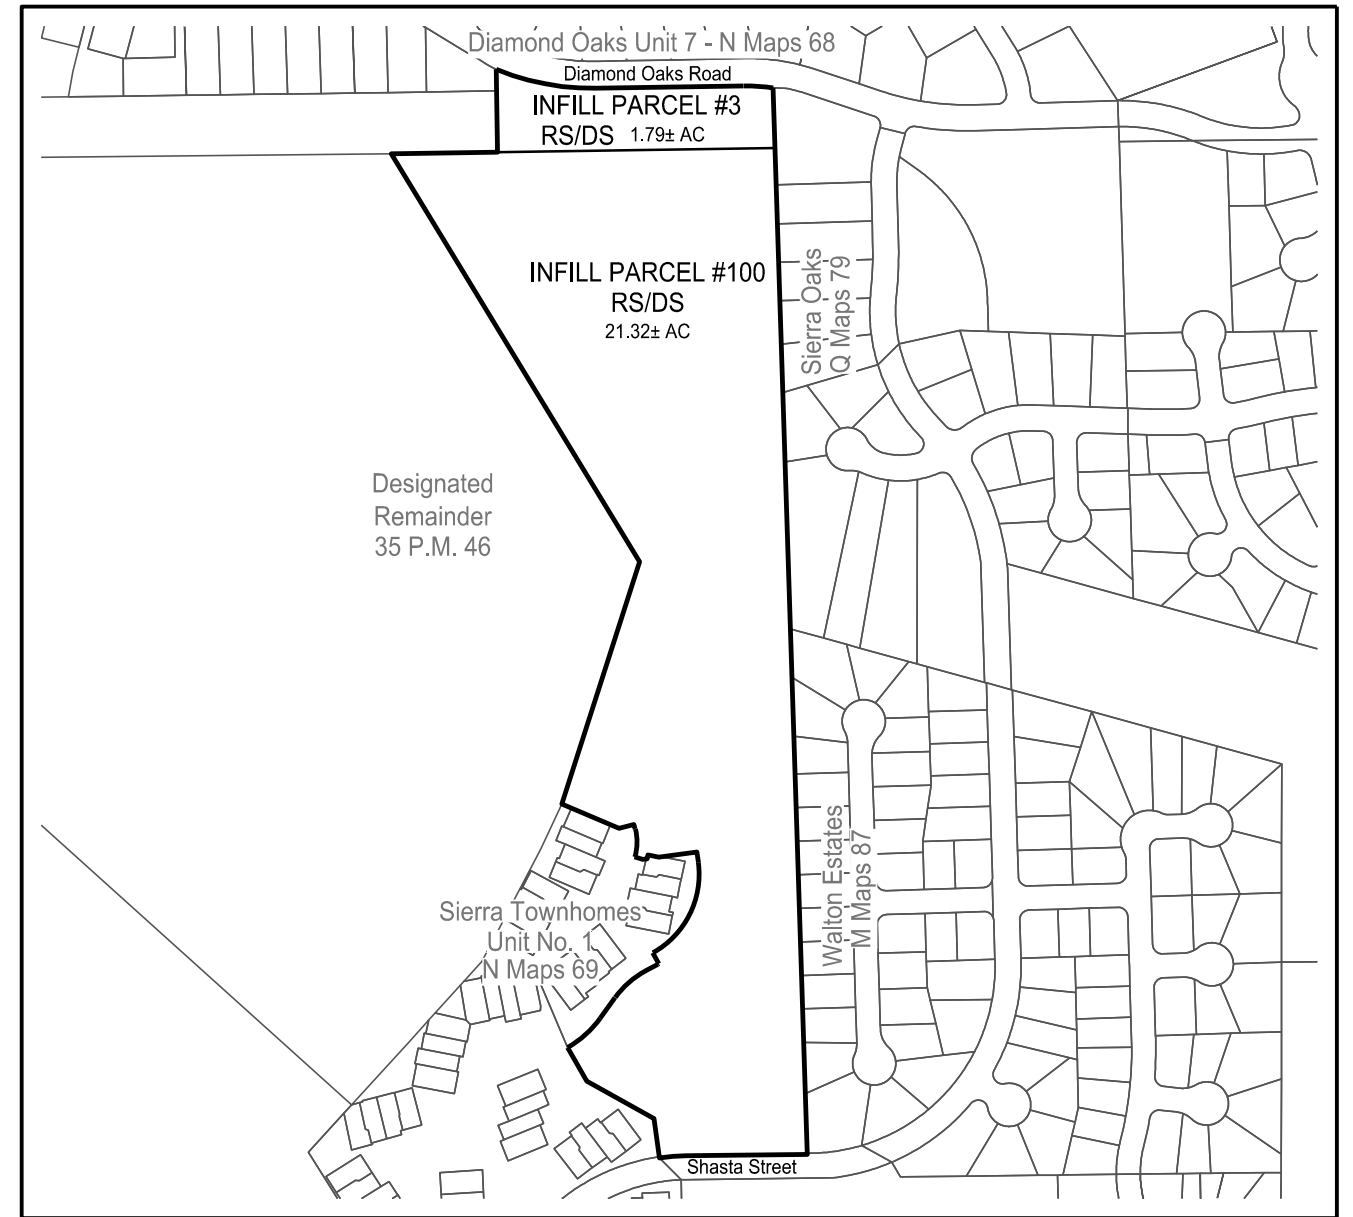 Diamond Oaks Unit 7 - N Maps 68
Diamond Oaks Road
INFILL PARCEL #3
RS/DS 1.79± AC
INFILL PARCEL #100
RS/DS
21.32± AC
Sierra Oaks
Q Maps 79
Designated
Remainder
35 P.M. 46
Walton Estates
M Maps 87
Sierra Townhomes
Unit No. 1
N Maps 69
Shasta Street